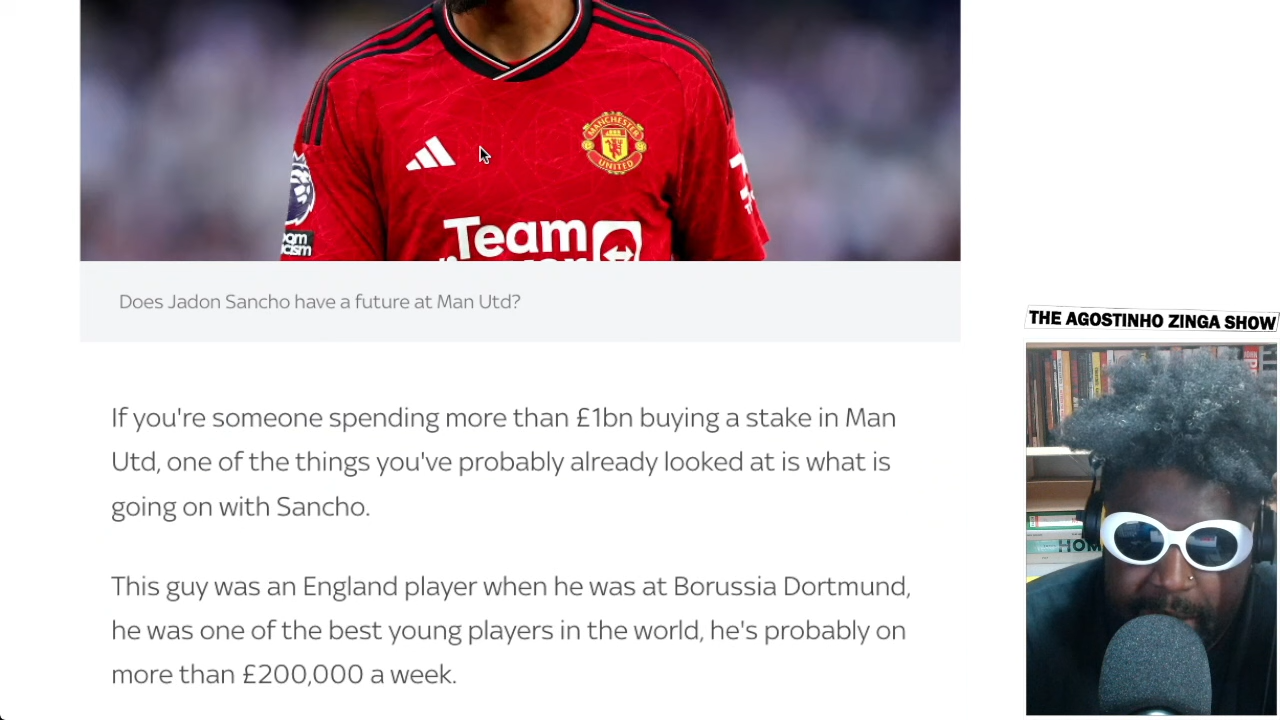 MANCHESTER
UNITED
Team
Does Jadon Sancho have a future at Man Utd?
THE AGOSTINHO ZINGA SHOW
If you're someone spending more than £1bn buying a stake in Man
Utd, one of the things you've probably already looked at is what is
going on with Sancho.
HOM
This guy was an England player when he was at Borussia Dortmund,
he was one of the best young players in the world, he's probably on
more than £200,000 a week.